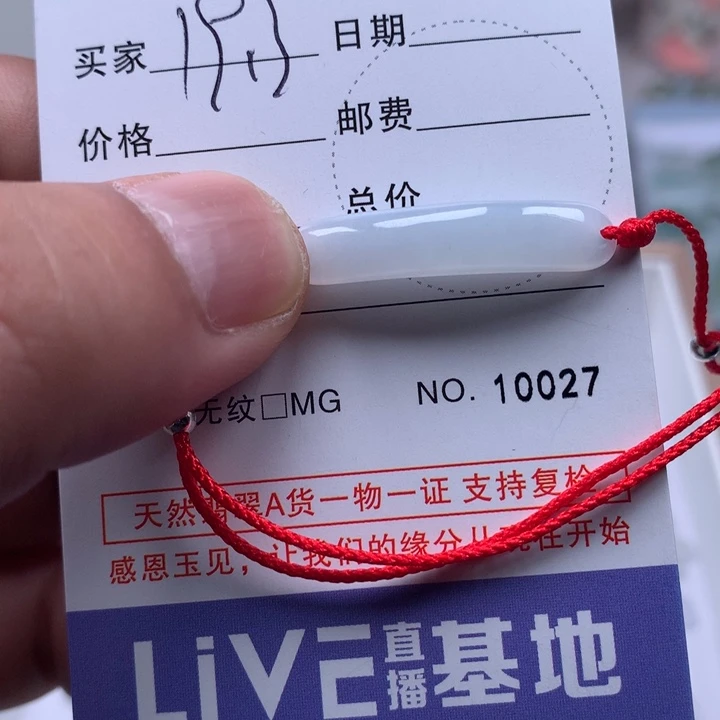 买家 日期
价格 邮费
总价
无纹□MG NO. 10027
天然翡翠A货一物一证 支持复检
感恩玉见，让我们的缘分从现在开始
LiVE直播基地